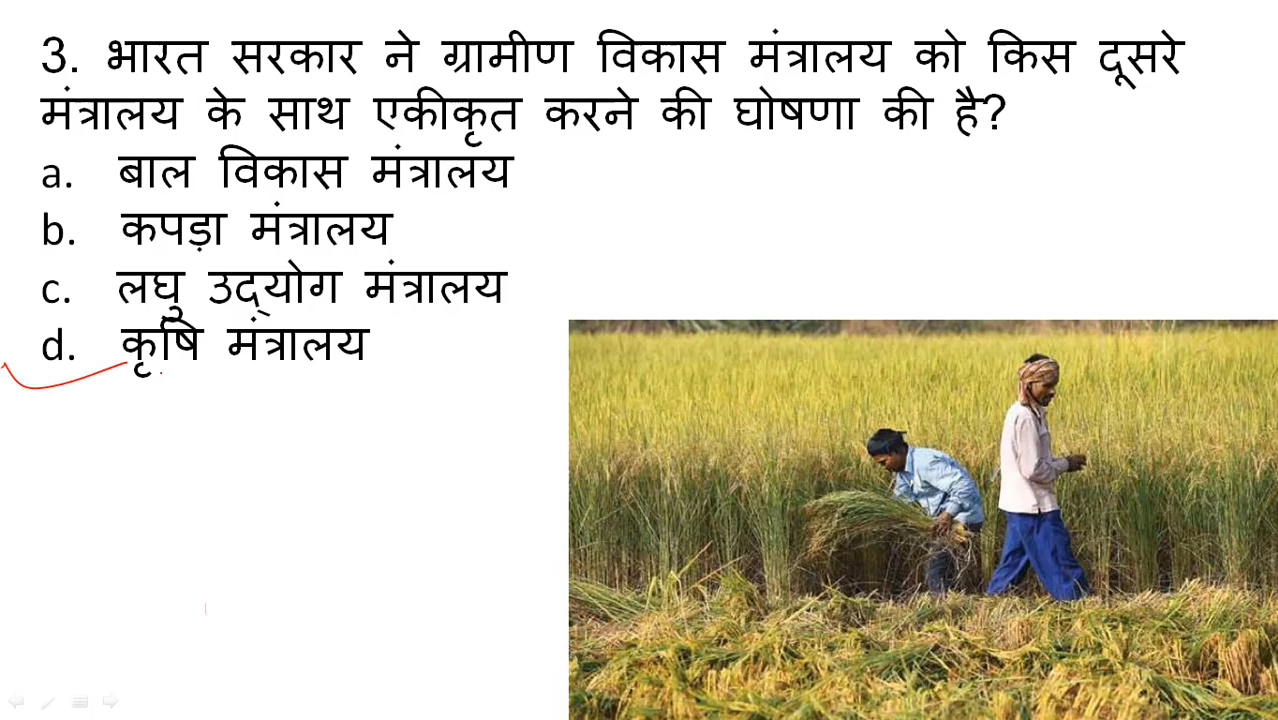 3. भारत सरकार ने ग्रामीण विकास मंत्रालय को किस दूसरे
मंत्रालय के साथ एकीकृत करने की घोषणा की है?
a. बाल विकास मंत्रालय
b. कपड़ा मंत्रालय
c. लघु उद्योग मंत्रालय
d. कृषि मंत्रालय